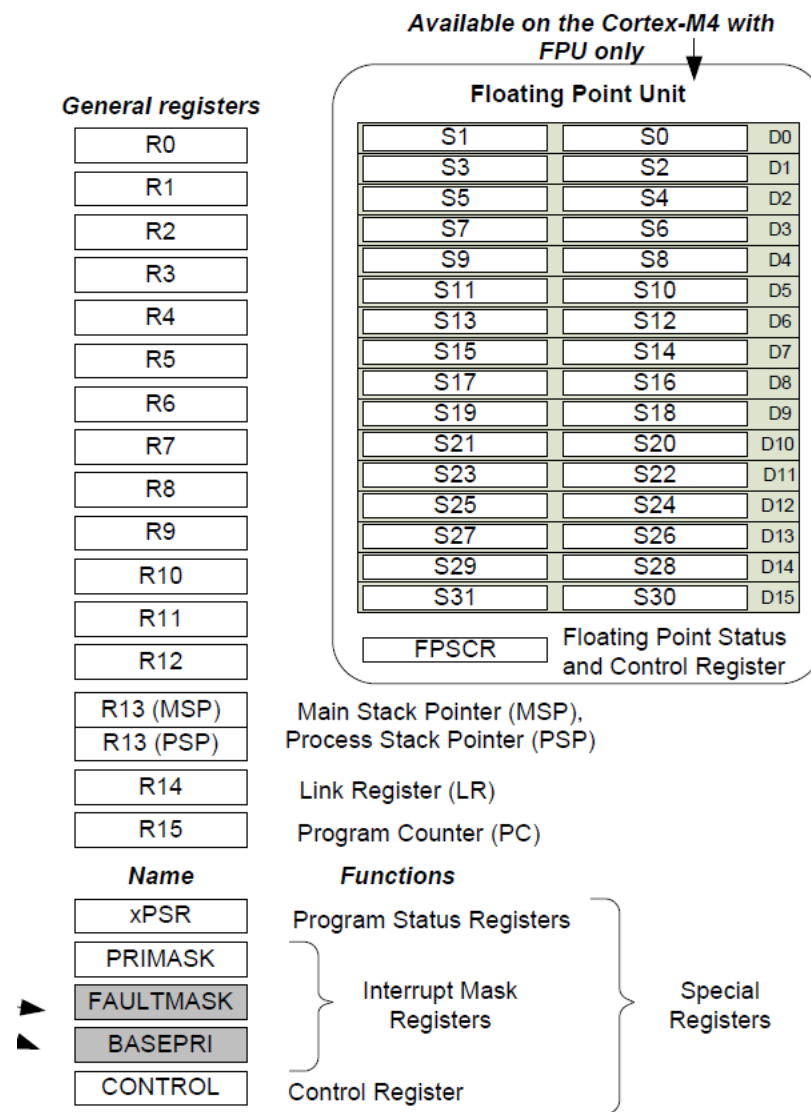 Available on the Cortex-M4 with
FPU only
Floating Point Unit
S1 S0 D0
S3 S2 D1
S5 S4 D2
S7 S6 D3
S9 S8 D4
S11 S10 D5
S13 S12 D6
S15 S14 D7
S17 S16 D8
S19 S18 D9
S21 S20 D10
S23 S22 D11
S25 S24 D12
S27 S26 D13
S29 S28 D14
S31 S30 D15
FPSCR
Floating Point Status
and Control Register
General registers
R0
R1
R2
R3
R4
R5
R6
R7
R8
R9
R10
R11
R12
R13 (MSP)
R13 (PSP)
Main Stack Pointer (MSP),
Process Stack Pointer (PSP)
R14 Link Register (LR)
R15 Program Counter (PC)
Name Functions
xPSR Program Status Registers
PRIMASK
FAULTMASK
BASEPRI
Interrupt Mask
Registers
CONTROL Control Register
Special
Registers